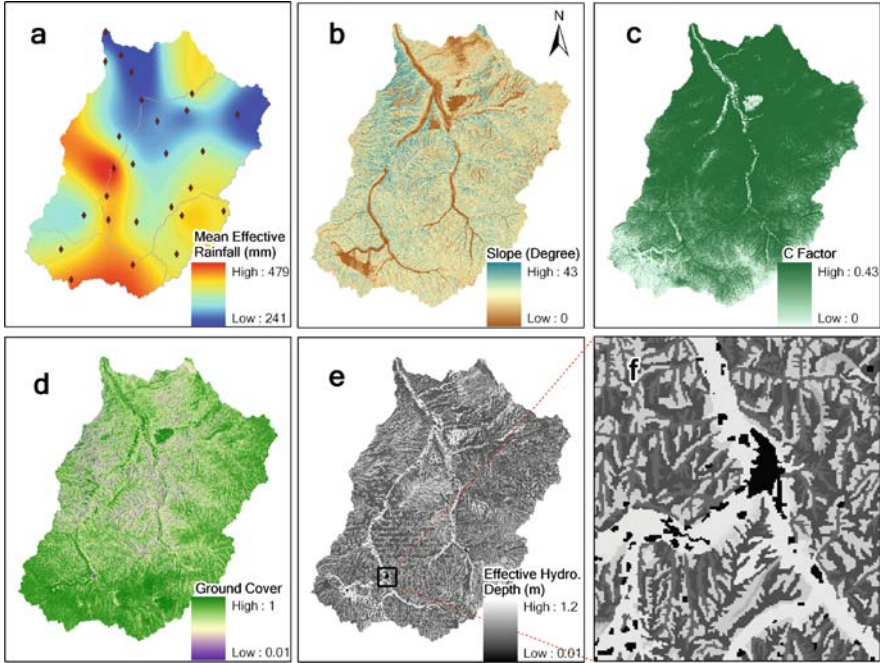 a
Mean Effective
Rainfall (mm)
High : 479
Low : 241
b
N
Slope (Degree)
High : 43
Low : 0
c
C Factor
High : 0.43
Low : 0
d
Ground Cover
High : 1
Low : 0.01
e
Effective Hydro.
Depth (m)
High : 1.2
Low : 0.01
f